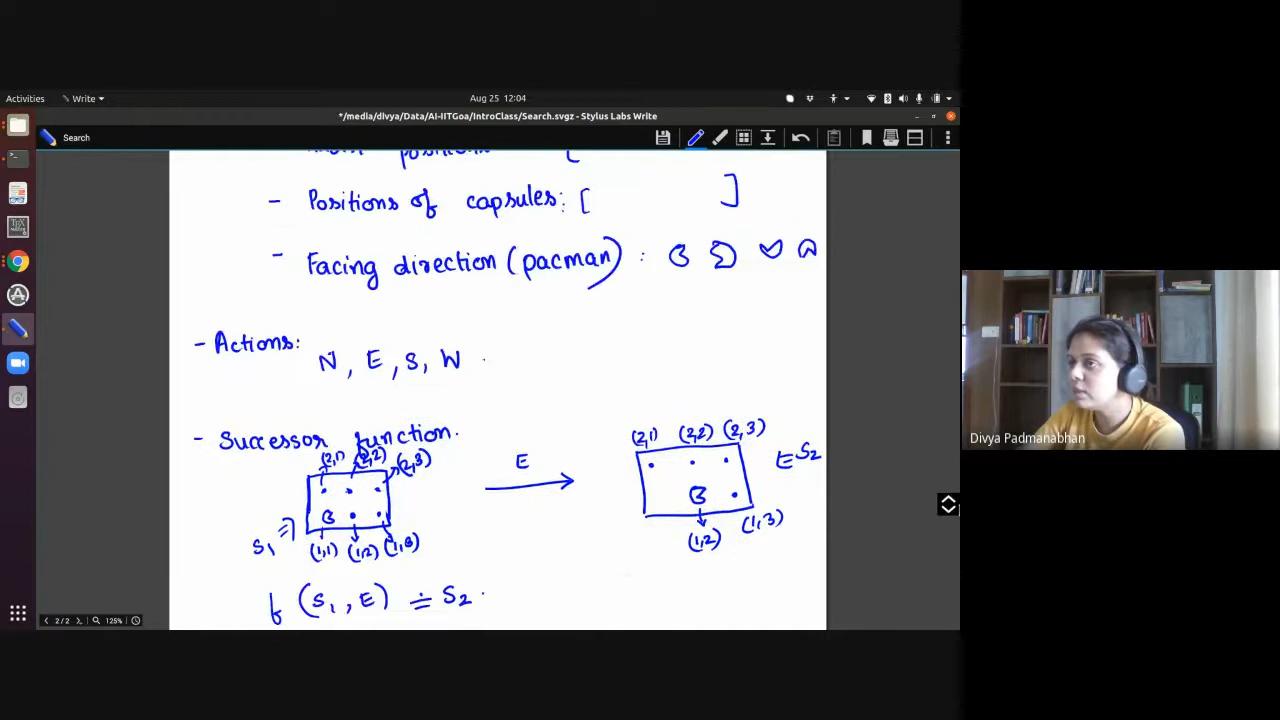 Activities Write Aug 25 12:04
*/media/divya/Data/AI-IITGoa/IntroClass/Search.svgz - Stylus Labs Write
Search
positions [
- Positions of capsules: [ ]
- Facing direction (pacman) :
- Actions:
N, E, S, W
- Successor function.
(2,1) (2,2) (2,3)
E
(2,1) (2,2) (2,3)
S2
S1 =>
(1,1) (1,2) (1,3)
(1,2) (1,3)
f (S1, E) = S2.
2/2 125%
Divya Padmanabhan